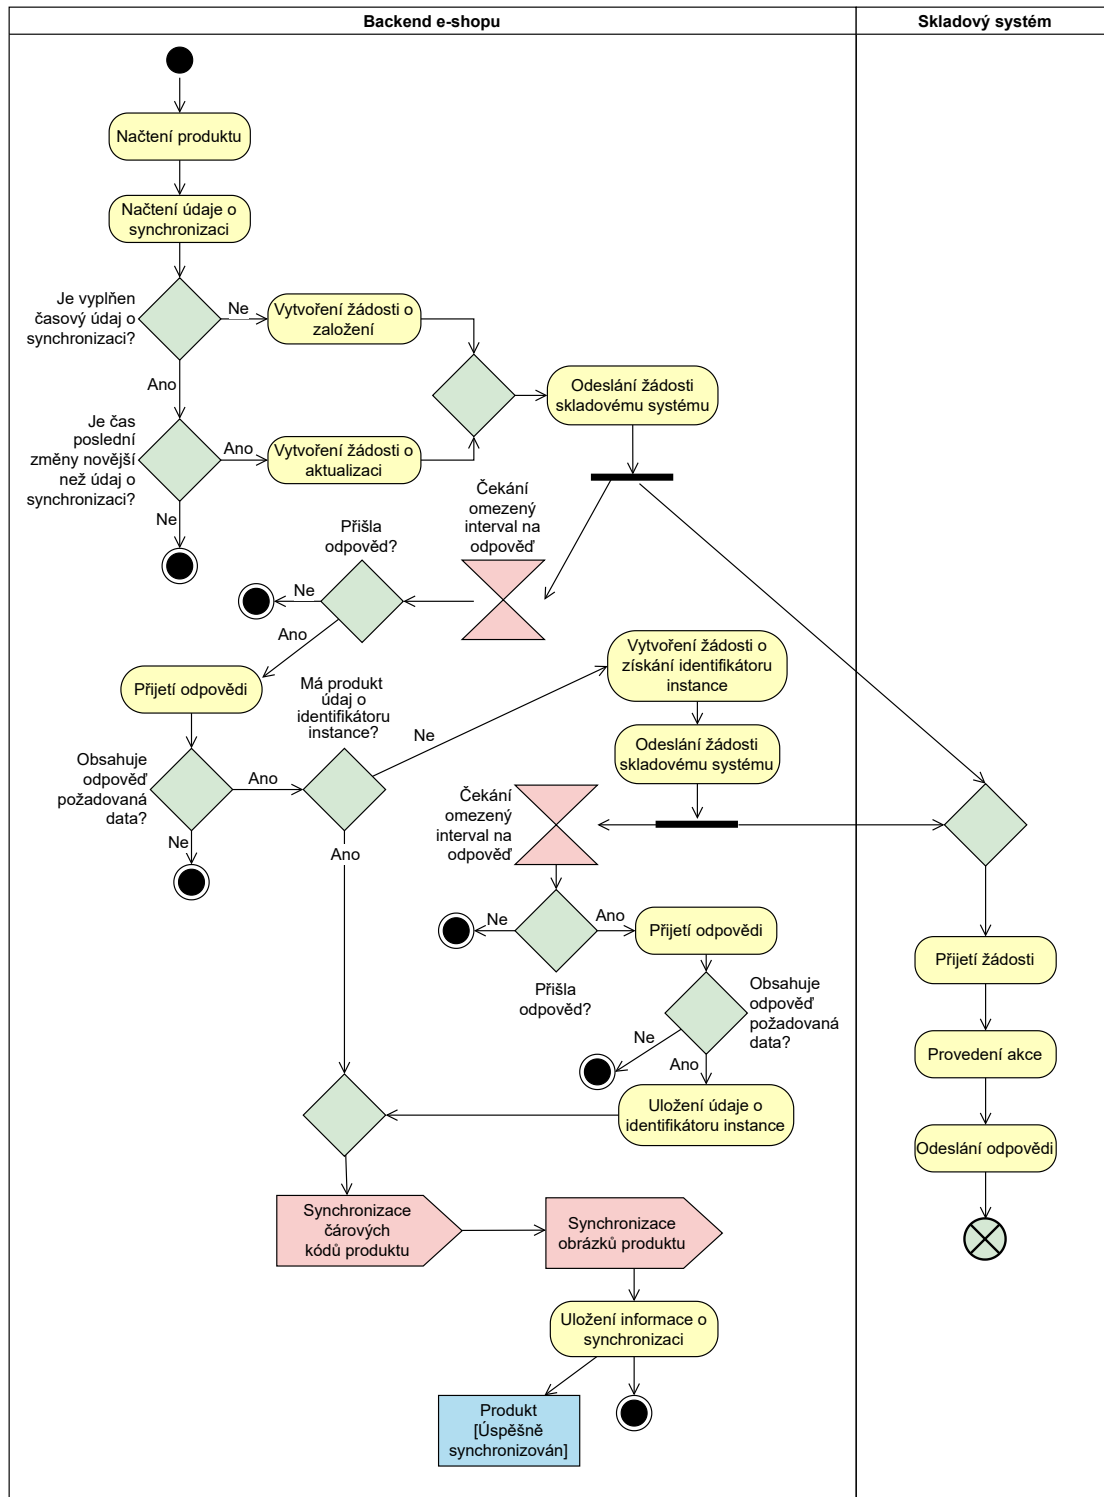 Backend e-shopu
Skladový systém
Načtení produktu
Načtení údaje o
synchronizaci
Je vyplňen
časový údaj o
synchronizaci?
Ne
Vytvoření žádosti o
založení
Ano
Odeslání žádosti
skladovému systému
Je čas
poslední
změny novější
než údaj o
synchronizaci?
Ano
Vytvoření žádosti o
aktualizaci
Ne
Čekání
omezený
interval na
odpověď
Přišla
odpověd?
Ne
Ano
Přijetí odpovědi
Má produkt
údaj o
identifikátoru
instance?
Ne
Vytvoření žádosti o
získání identifikátoru
instance
Odeslání žádosti
skladovému systému
Obsahuje
odpověď
požadovaná
data?
Ano
Ne
Ano
Čekání
omezený
interval na
odpověď
Ne
Ano
Přijetí odpovědi
Přišla
odpověd?
Obsahuje
odpověď
požadovaná
data?
Ne
Ano
Uložení údaje o
identifikátoru instance
Přijetí žádosti
Provedení akce
Odeslání odpovědi
Synchronizace
čárových
kódů produktu
Synchronizace
obrázků produktu
Uložení informace o
synchronizaci
Produkt
[Úspěšně
synchronizován]